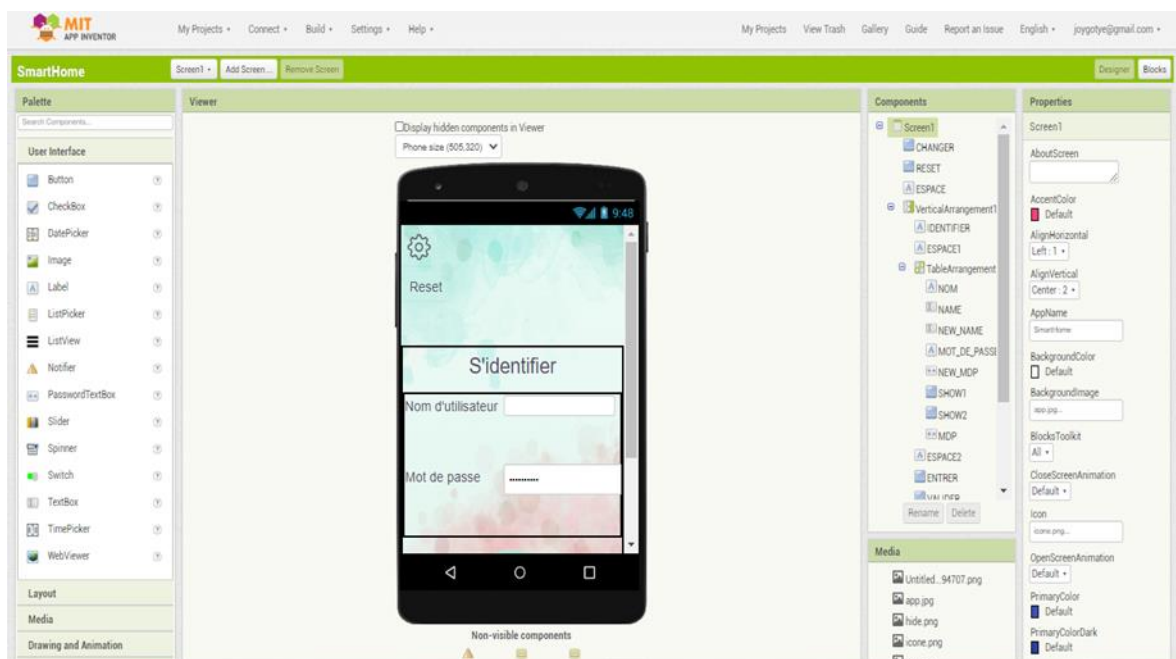 MIT
APP INVENTOR
My Projects
Connect
Build
Settings
Help
My Projects
View Trash
Gallery
Guide
Report an Issue
English
joygotye@gmail.com
SmartHome
Screen1
Add Screen...
Remove Screen
Designer
Blocks
Palette
Search Components...
User Interface
Button
CheckBox
DatePicker
Image
Label
ListPicker
ListView
Notifier
PasswordTextBox
Slider
Spinner
Switch
TextBox
TimePicker
WebViewer
Layout
Media
Drawing and Animation
Viewer
Display hidden components in Viewer
Phone size (505,320)
9:48
Reset
S'identifier
Nom d'utilisateur
Mot de passe
Non-visible components
Components
Screen1
CHANGER
RESET
ESPACE
VerticalArrangement1
IDENTIFIER
ESPACE1
TableArrangement
NOM
NAME
NEW_NAME
MOT_DE_PASSE
NEW_MDP
SHOW1
SHOW2
MDP
ESPACE2
ENTRER
VALIDER
Rename Delete
Media
Untitled...94707.png
app.jpg
hide.png
icone.png
Properties
Screen1
AboutScreen
AccentColor
Default
AlignHorizontal
Left : 1
AlignVertical
Center : 2
AppName
SmartHome
BackgroundColor
Default
BackgroundImage
app.jpg...
BlocksToolkit
All
CloseScreenAnimation
Default
Icon
icone.png...
OpenScreenAnimation
Default
PrimaryColor
Default
PrimaryColorDark
Default